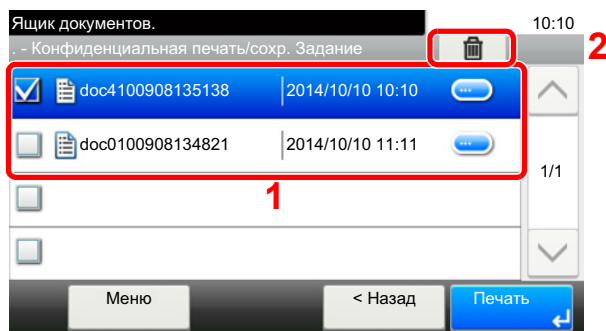 Ящик документов. 10:10
. - Конфиденциальная печать/сохр. Задание
2
doc4100908135138 2014/10/10 10:10 ...
doc0100908134821 2014/10/10 11:11 ...
1/1
1
Меню < Назад Печать